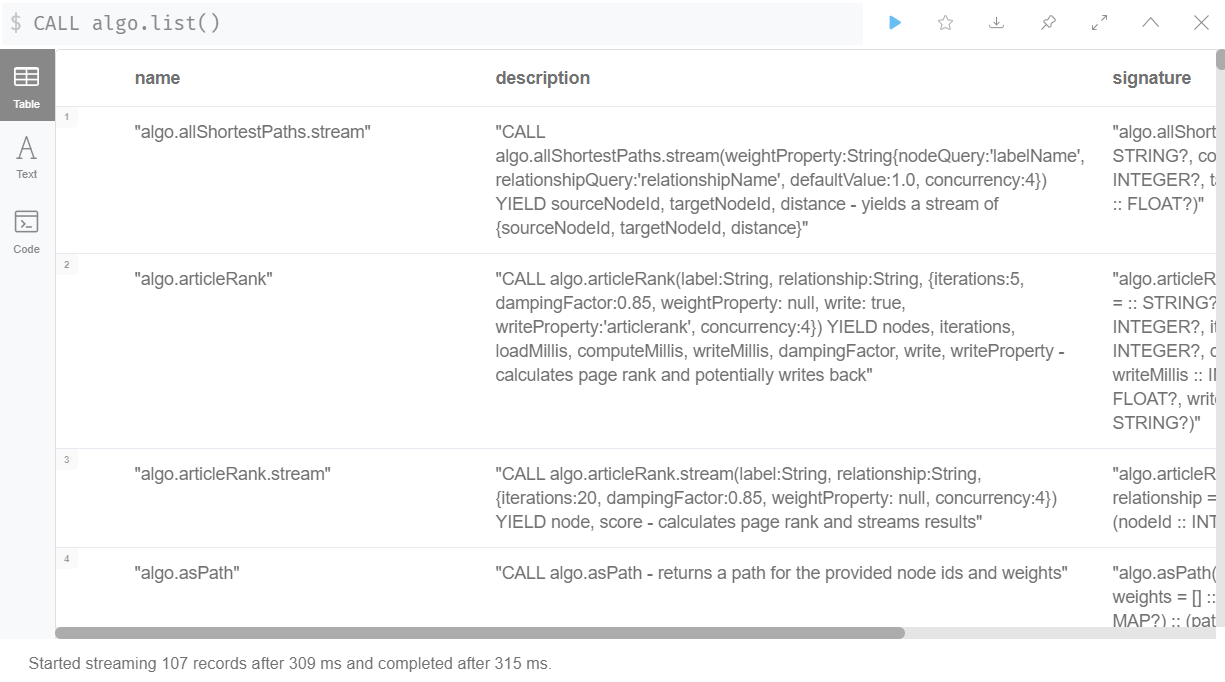 $ CALL algo.list()
Table
Text
Code
name description signature
1
"algo.allShortestPaths.stream"
"CALL
algo.allShortestPaths.stream(weightProperty:String{nodeQuery:'labelName',
relationshipQuery:'relationshipName', defaultValue:1.0, concurrency:4})
YIELD sourceNodeId, targetNodeId, distance - yields a stream of
{sourceNodeId, targetNodeId, distance}"
"algo.allShort
STRING?, co
INTEGER?, t
:: FLOAT?)"
2
"algo.articleRank"
"CALL algo.articleRank(label:String, relationship:String, {iterations:5,
dampingFactor:0.85, weightProperty: null, write: true,
writeProperty:'articlerank', concurrency:4}) YIELD nodes, iterations,
loadMillis, computeMillis, writeMillis, dampingFactor, write, writeProperty -
calculates page rank and potentially writes back"
"algo.articleR
= :: STRING?
INTEGER?, it
INTEGER?, c
writeMillis :: I
FLOAT?, writ
STRING?)"
3
"algo.articleRank.stream"
"CALL algo.articleRank.stream(label:String, relationship:String,
{iterations:20, dampingFactor:0.85, weightProperty: null, concurrency:4})
YIELD node, score - calculates page rank and streams results"
"algo.articleR
relationship =
(nodeId :: INT
4
"algo.asPath"
"CALL algo.asPath - returns a path for the provided node ids and weights"
"algo.asPath(
weights = [] ::
MAP?) :: (pat
Started streaming 107 records after 309 ms and completed after 315 ms.